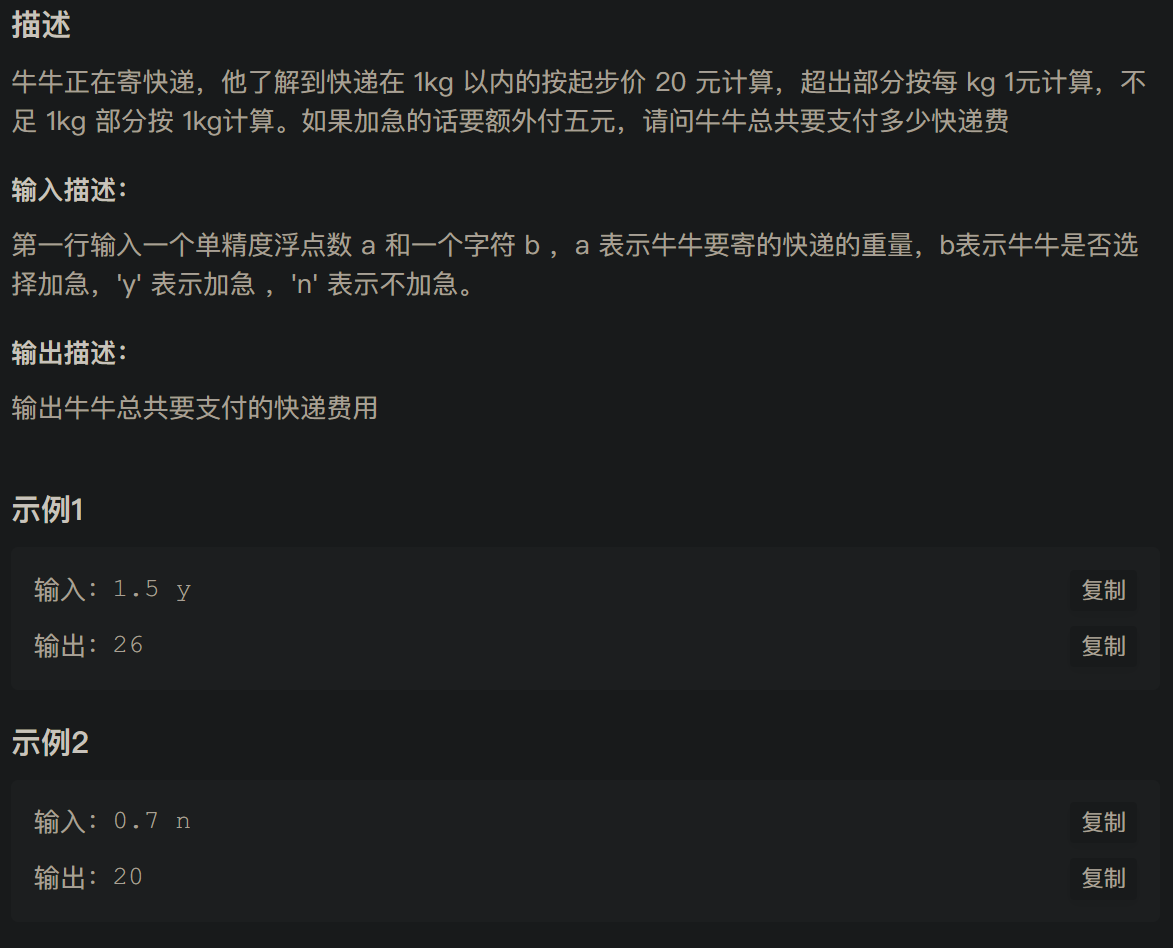 描述
牛牛正在寄快递，他了解到快递在 1kg 以内的按起步价 20 元计算，超出部分按每 kg 1元计算，不
足 1kg 部分按 1kg计算。如果加急的话要额外付五元，请问牛牛总共要支付多少快递费
输入描述：
第一行输入一个单精度浮点数 a 和一个字符 b ，a 表示牛牛要寄的快递的重量，b表示牛牛是否选
择加急，'y' 表示加急 ，'n' 表示不加急。
输出描述：
输出牛牛总共要支付的快递费用
示例1
输入：1.5 y 复制
输出：26 复制
示例2
输入：0.7 n 复制
输出：20 复制